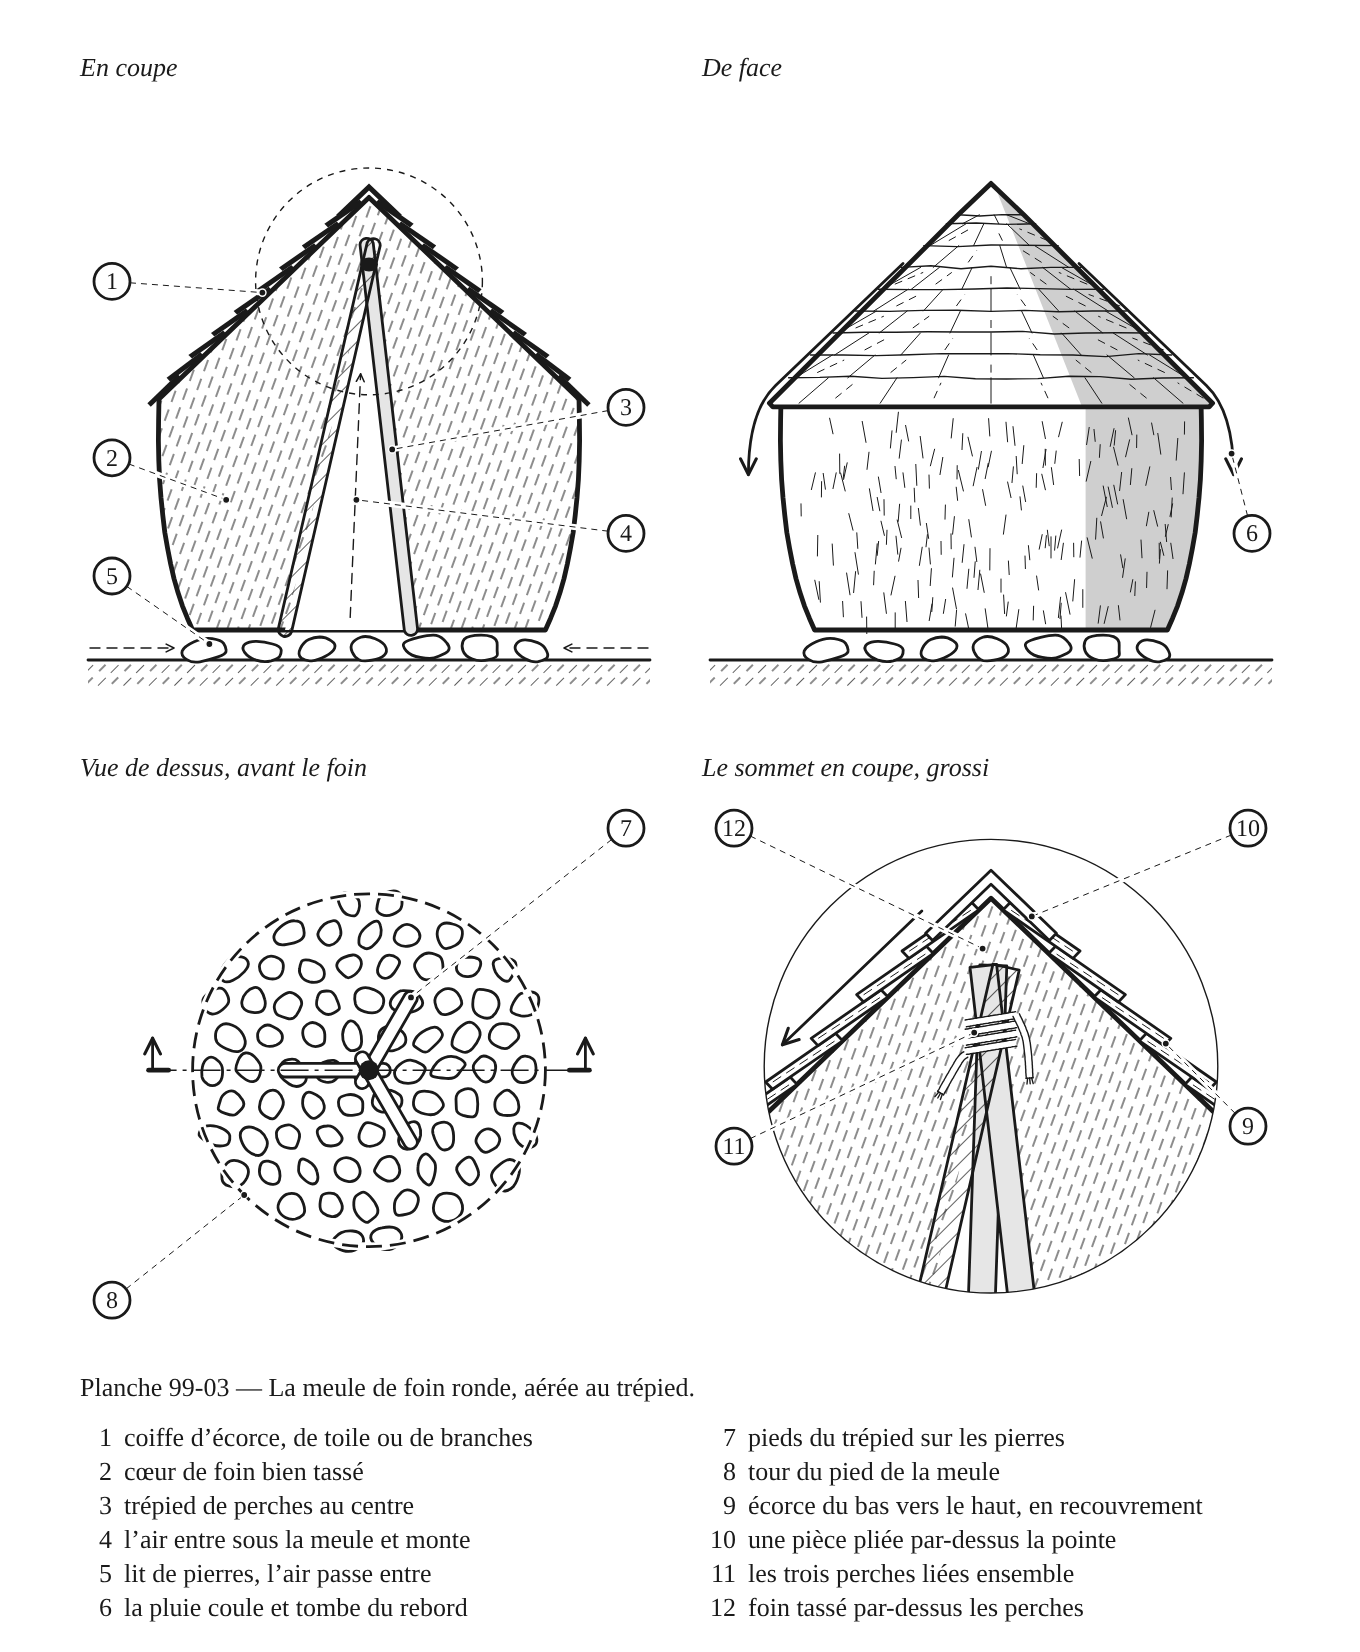 En coupe
De face
1
2
3
4
5
6
Vue de dessus, avant le foin
Le sommet en coupe, grossi
7
12
10
11
9
8
Planche 99-03 — La meule de foin ronde, aérée au trépied.
1 coiffe d’écorce, de toile ou de branches
2 cœur de foin bien tassé
3 trépied de perches au centre
4 l’air entre sous la meule et monte
5 lit de pierres, l’air passe entre
6 la pluie coule et tombe du rebord
7 pieds du trépied sur les pierres
8 tour du pied de la meule
9 écorce du bas vers le haut, en recouvrement
10 une pièce pliée par-dessus la pointe
11 les trois perches liées ensemble
12 foin tassé par-dessus les perches